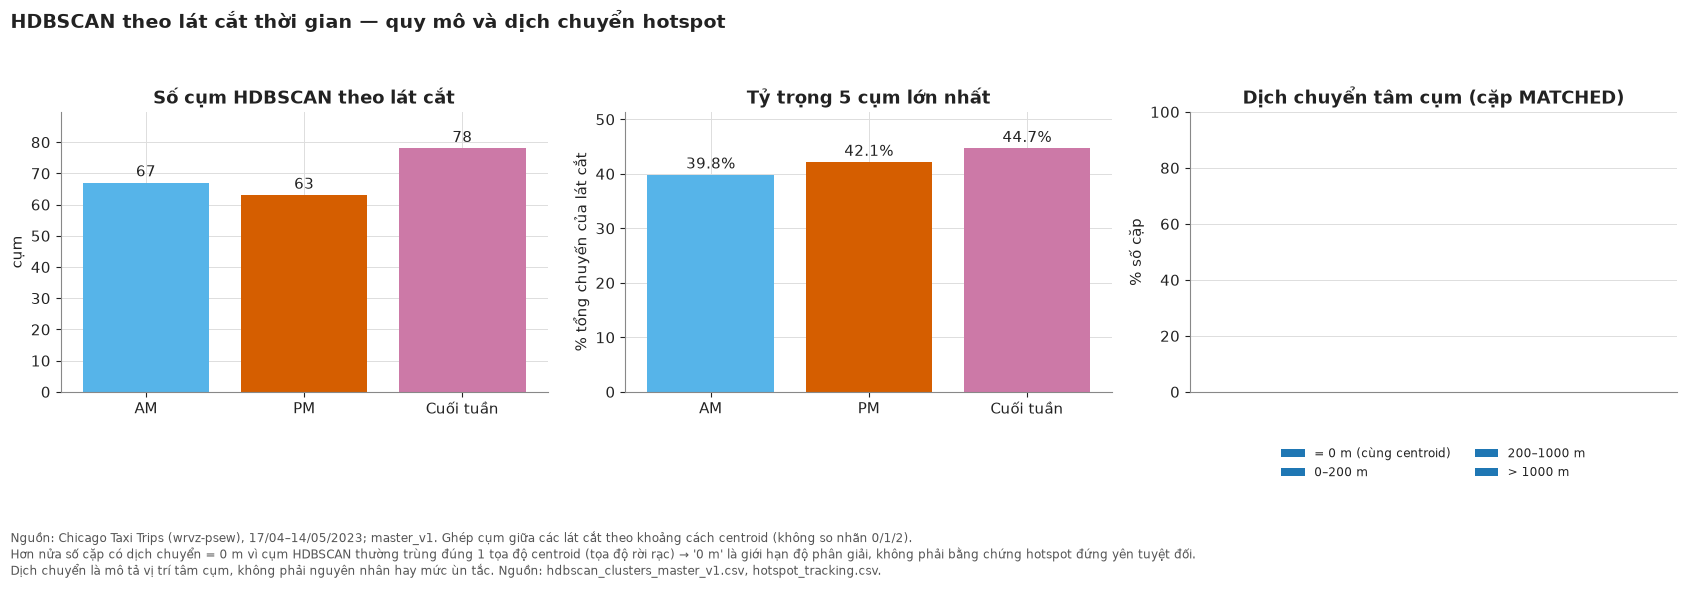 HDBSCAN theo lát cắt thời gian — quy mô và dịch chuyển hotspot
Số cụm HDBSCAN theo lát cắt
cụm
80
70
60
50
40
30
20
10
0
67
63
78
AM
PM
Cuối tuần
Tỷ trọng 5 cụm lớn nhất
% tổng chuyến của lát cắt
50
40
30
20
10
0
39.8%
42.1%
44.7%
AM
PM
Cuối tuần
Dịch chuyển tâm cụm (cặp MATCHED)
% số cặp
100
80
60
40
20
0
= 0 m (cùng centroid)
0–200 m
200–1000 m
> 1000 m
Nguồn: Chicago Taxi Trips (wrvz-psew), 17/04–14/05/2023; master_v1. Ghép cụm giữa các lát cắt theo khoảng cách centroid (không so nhãn 0/1/2).
Hơn nửa số cặp có dịch chuyển = 0 m vì cụm HDBSCAN thường trùng đúng 1 tọa độ centroid (tọa độ rời rạc) → '0 m' là giới hạn độ phân giải, không phải bằng chứng hotspot đứng yên tuyệt đối.
Dịch chuyển là mô tả vị trí tâm cụm, không phải nguyên nhân hay mức ùn tắc. Nguồn: hdbscan_clusters_master_v1.csv, hotspot_tracking.csv.